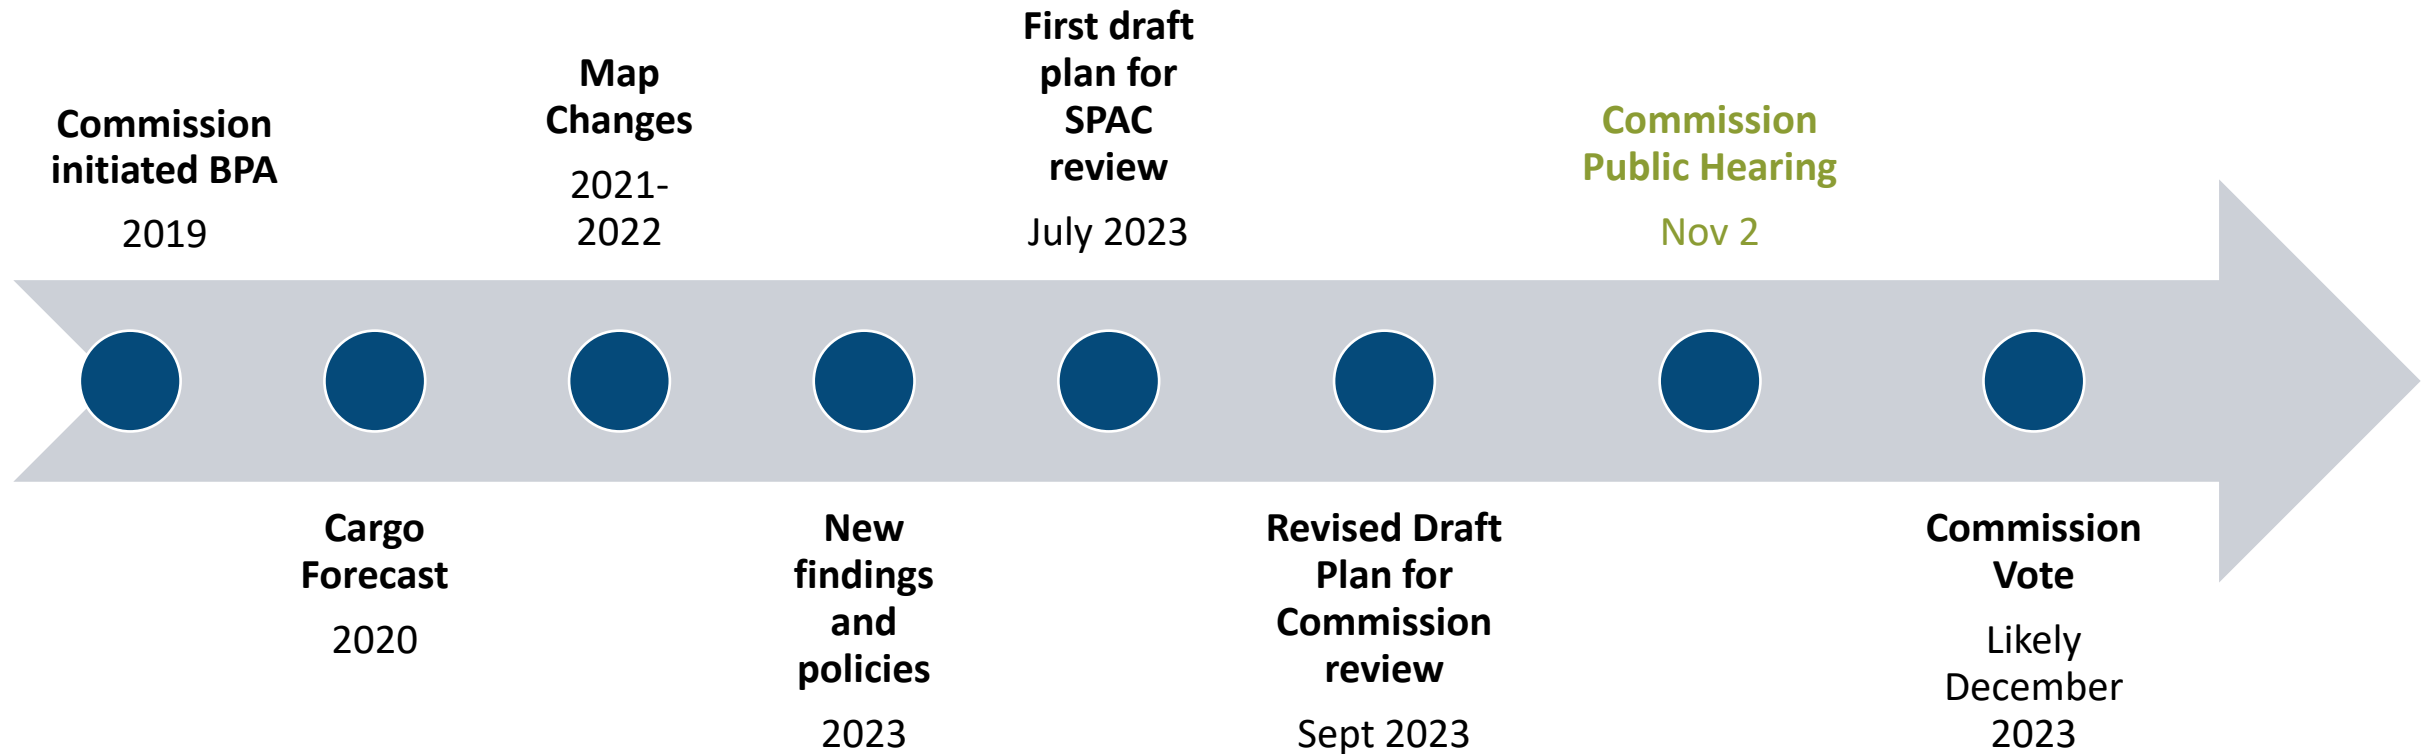 Commission
initiated BPA
2019
Cargo
Forecast
2020
Map
Changes
2021-
2022
New
findings
and
policies
2023
First draft
plan for
SPAC
review
July 2023
Revised Draft
Plan for
Commission
review
Sept 2023
Commission
Public Hearing
Nov 2
Commission
Vote
Likely
December
2023